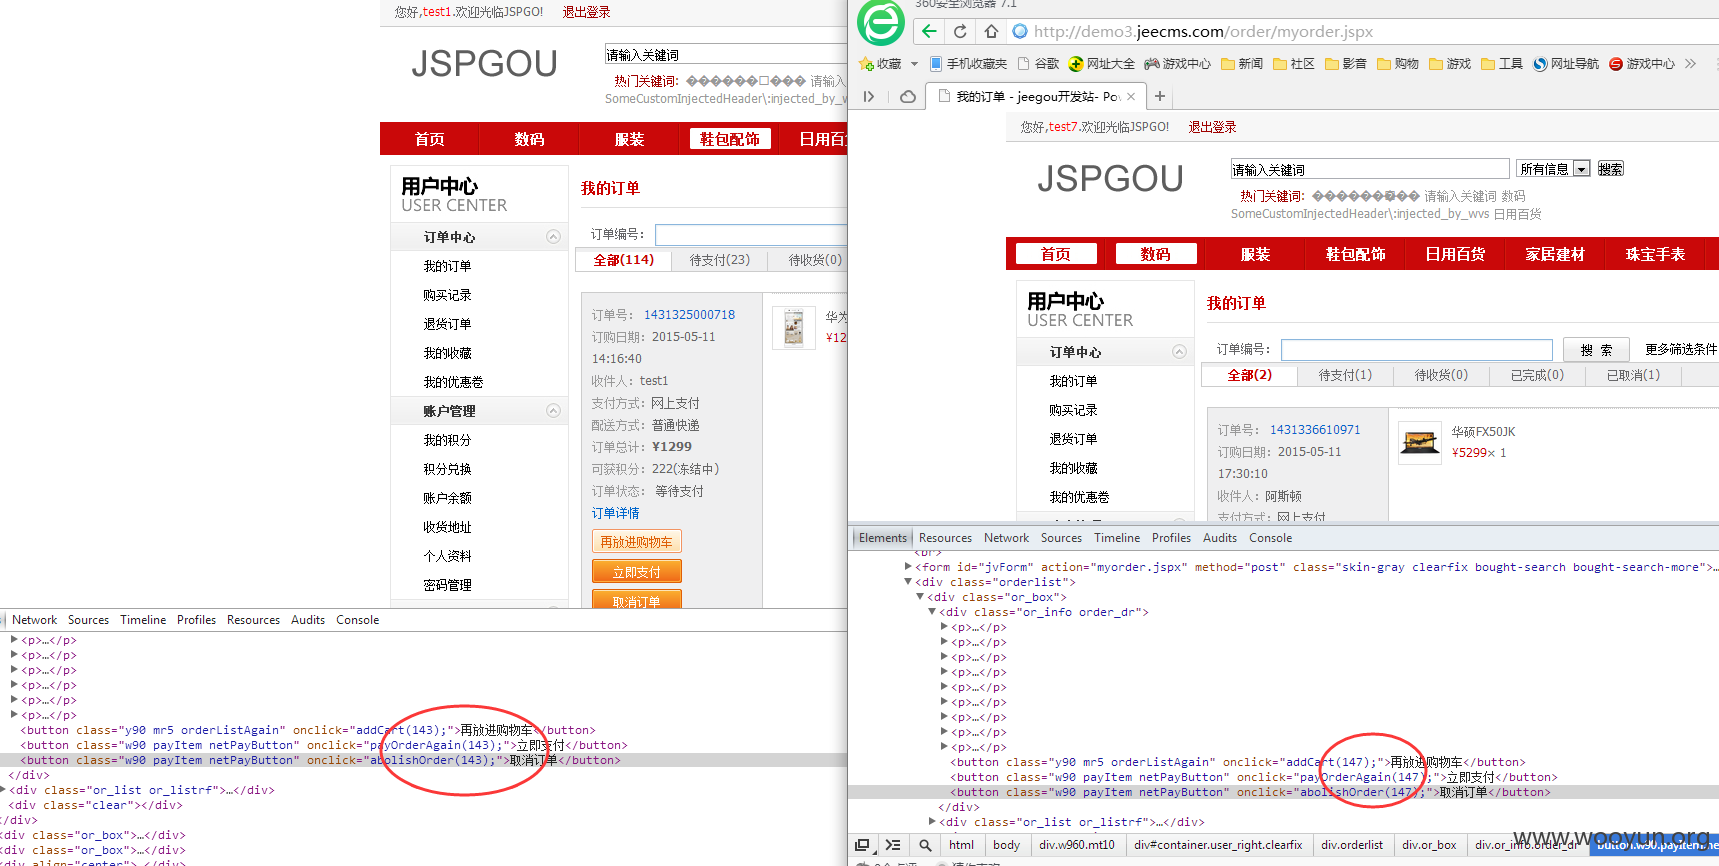 您好,test1.欢迎光临JSPGO! 退出登录
JSPGOU
请输入关键词
热门关键词:
SomeCustomInjectedHeader\:injected_by_w
首页 数码 服装 鞋包配饰 日用百
用户中心
USER CENTER
订单中心
我的订单
购买记录
退货订单
我的收藏
我的优惠卷
账户管理
我的积分
积分兑换
账户余额
收货地址
个人资料
密码管理
我的订单
订单编号:
全部(114) 待支付(23) 待收货(0)
订单号: 1431325000718
订购日期: 2015-05-11
14:16:40
收件人: test1
支付方式: 网上支付
配送方式: 普通快递
订单总计: ¥1299
可获积分: 222(冻结中)
订单状态: 等待支付
订单详情
再放进购物车
立即支付
取消订单
华为
¥12
Network Sources Timeline Profiles Resources Audits Console
<p>…</p>
<p>…</p>
<p>…</p>
<p>…</p>
<p>…</p>
<p>…</p>
<button class="y90 mr5 orderListAgain" onclick="addCart(143);">再放进购物车</button>
<button class="w90 payItem netPayButton" onclick="payOrderAgain(143);">立即支付</button>
<button class="w90 payItem netPayButton" onclick="abolishOrder(143);">取消订单</button>
</div>
<div class="or_list or_listrf">…</div>
<div class="clear"></div>
</div>
<div class="or_box">…</div>
<div class="or_box">…</div>
<div align="center">…</div>
360安全浏览器 7.1
http://demo3.jeecms.com/order/myorder.jspx
收藏 手机收藏夹 谷歌 网址大全 游戏中心 新闻 社区 影音 购物 游戏 工具 网址导航 游戏中心
我的订单 - jeegou开发站- Po
您好,test7.欢迎光临JSPGO! 退出登录
JSPGOU
请输入关键词 所有信息 搜索
热门关键词: 请输入关键词 数码
SomeCustomInjectedHeader\:injected_by_wvs 日用百货
首页 数码 服装 鞋包配饰 日用百货 家居建材 珠宝手表
用户中心
USER CENTER
订单中心
我的订单
购买记录
退货订单
我的收藏
我的优惠卷
我的订单
订单编号: 搜 索 更多筛选条件
全部(2) 待支付(1) 待收货(0) 已完成(0) 已取消(1)
订单号: 1431336610971
订购日期: 2015-05-11
17:30:10
收件人: 阿斯顿
支付方式: 网上支付
华硕FX50JK
¥5299× 1
Elements Resources Network Sources Timeline Profiles Audits Console
<br>
<form id="jvForm" action="myorder.jspx" method="post" class="skin-gray clearfix bought-search bought-search-more">…
<div class="orderlist">
<div class="or_box">
<div class="or_info order_dr">
<p>…</p>
<p>…</p>
<p>…</p>
<p>…</p>
<p>…</p>
<p>…</p>
<p>…</p>
<p>…</p>
<p>…</p>
<button class="y90 mr5 orderListAgain" onclick="addCart(147);">再放进购物车</button>
<button class="w90 payItem netPayButton" onclick="payOrderAgain(147);">立即支付</button>
<button class="w90 payItem netPayButton" onclick="abolishOrder(147);">取消订单</button>
</div>
<div class="or_list or_listrf">…</div>
html body div.w960.mt10 div#container.user_right.clearfix div.orderlist div.or_box div.or_info.order_dr button.w90.payItem.ne
www.wooyun.org